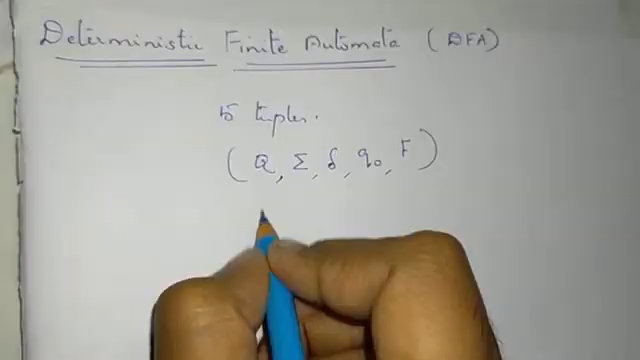 Deterministic Finite Automata (DFA)
5 tuples.
(Q, Σ, δ, q₀, F)